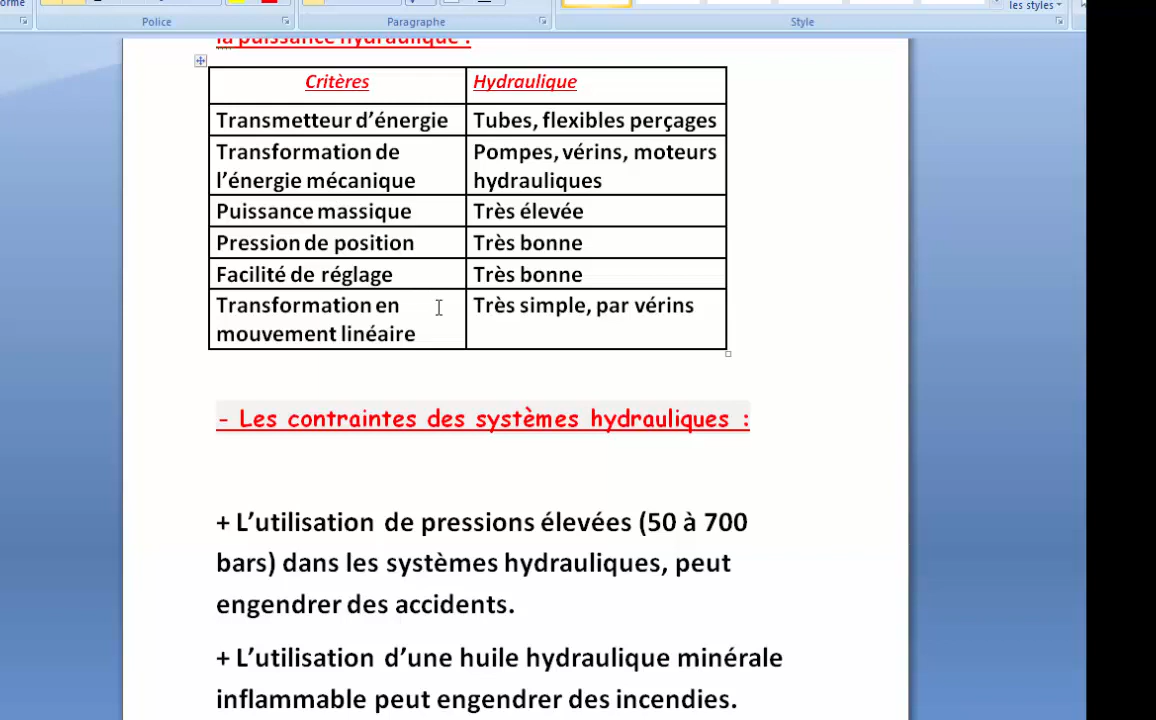 Police
Paragraphe
Style
les styles
la puissance hydraulique :
Critères
Hydraulique
Transmetteur d’énergie
Tubes, flexibles perçages
Transformation de
l’énergie mécanique
Pompes, vérins, moteurs
hydrauliques
Puissance massique
Très élevée
Pression de position
Très bonne
Facilité de réglage
Très bonne
Transformation en
mouvement linéaire
Très simple, par vérins
- Les contraintes des systèmes hydrauliques :
+ L’utilisation de pressions élevées (50 à 700
bars) dans les systèmes hydrauliques, peut
engendrer des accidents.
+ L’utilisation d’une huile hydraulique minérale
inflammable peut engendrer des incendies.